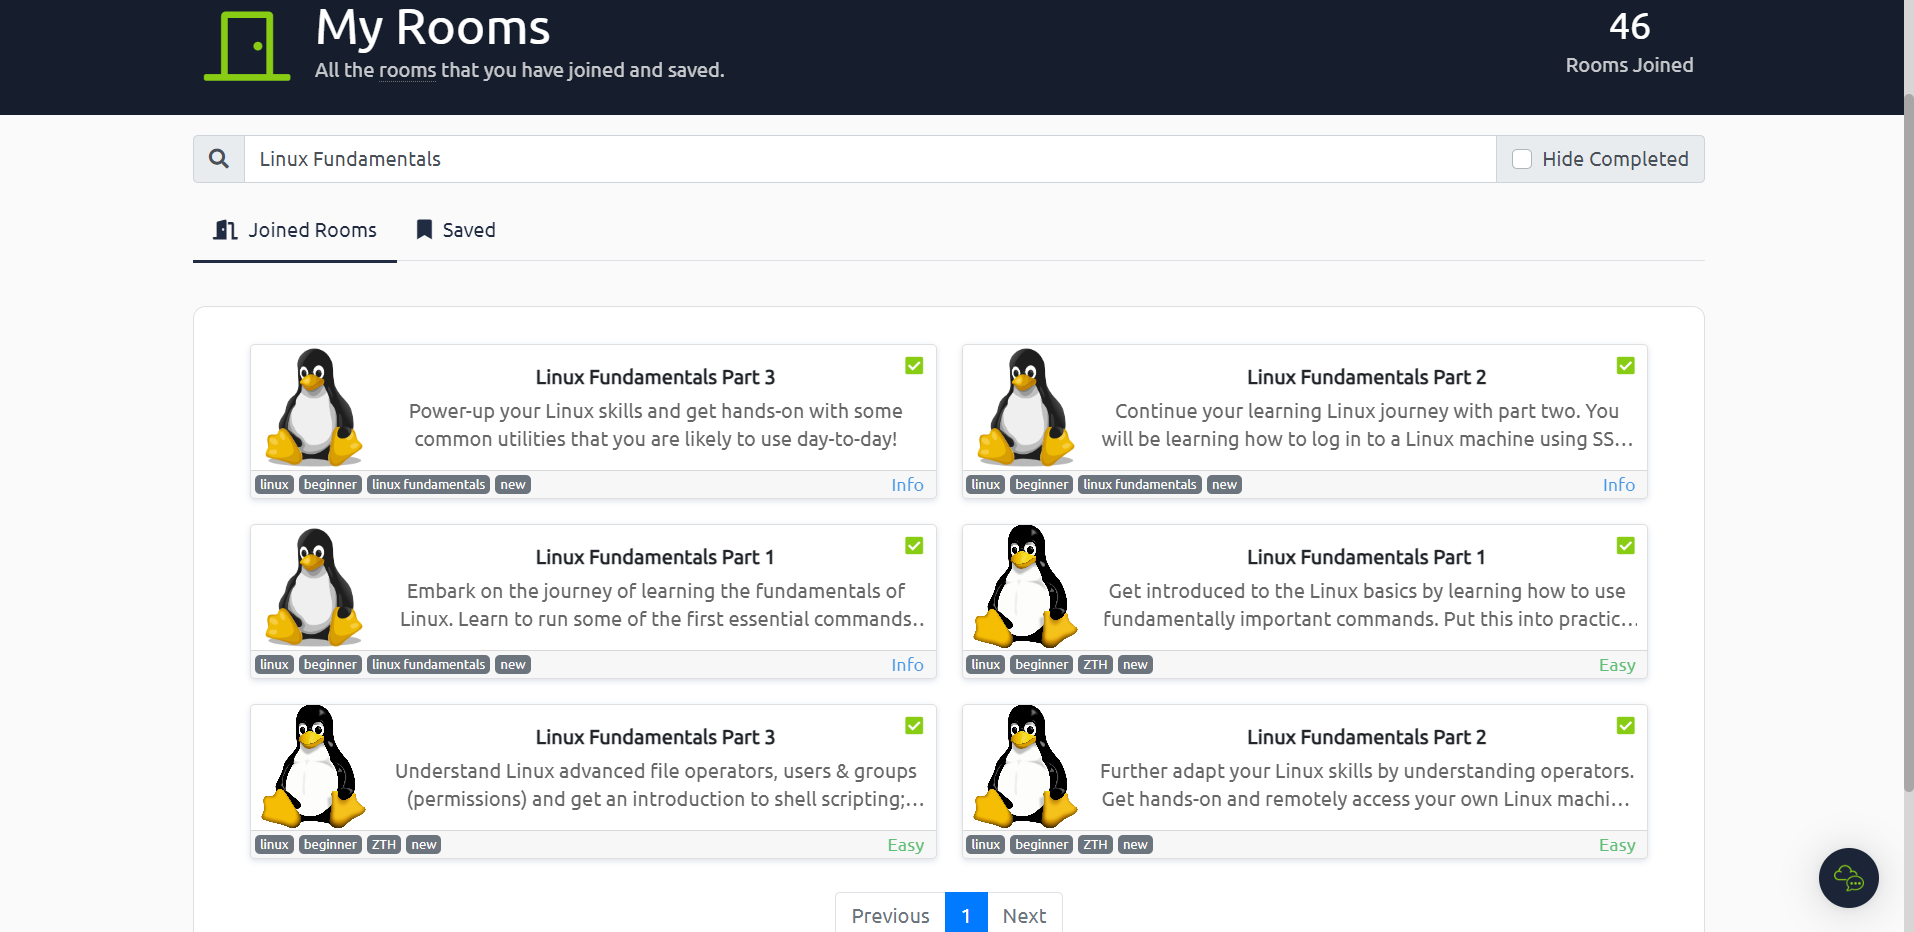 My Rooms
All the rooms that you have joined and saved.
46
Rooms Joined
Linux Fundamentals
Hide Completed
Joined Rooms
Saved
Linux Fundamentals Part 3
Power-up your Linux skills and get hands-on with some
common utilities that you are likely to use day-to-day!
linux beginner linux fundamentals new
Info
Linux Fundamentals Part 2
Continue your learning Linux journey with part two. You
will be learning how to log in to a Linux machine using SS...
linux beginner linux fundamentals new
Info
Linux Fundamentals Part 1
Embark on the journey of learning the fundamentals of
Linux. Learn to run some of the first essential commands..
linux beginner linux fundamentals new
Info
Linux Fundamentals Part 1
Get introduced to the Linux basics by learning how to use
fundamentally important commands. Put this into practic...
linux beginner ZTH new
Easy
Linux Fundamentals Part 3
Understand Linux advanced file operators, users & groups
(permissions) and get an introduction to shell scripting;...
linux beginner ZTH new
Easy
Linux Fundamentals Part 2
Further adapt your Linux skills by understanding operators.
Get hands-on and remotely access your own Linux machi...
linux beginner ZTH new
Easy
Previous 1 Next